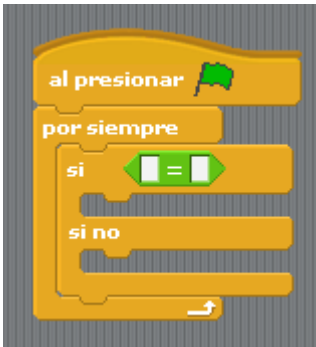 al presionar
por siempre
si =
si no